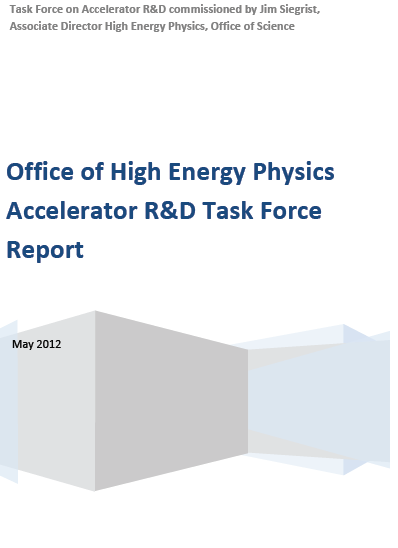 Task Force on Accelerator R&D commissioned by Jim Siegrist,
Associate Director High Energy Physics, Office of Science
Office of High Energy Physics
Accelerator R&D Task Force
Report
May 2012